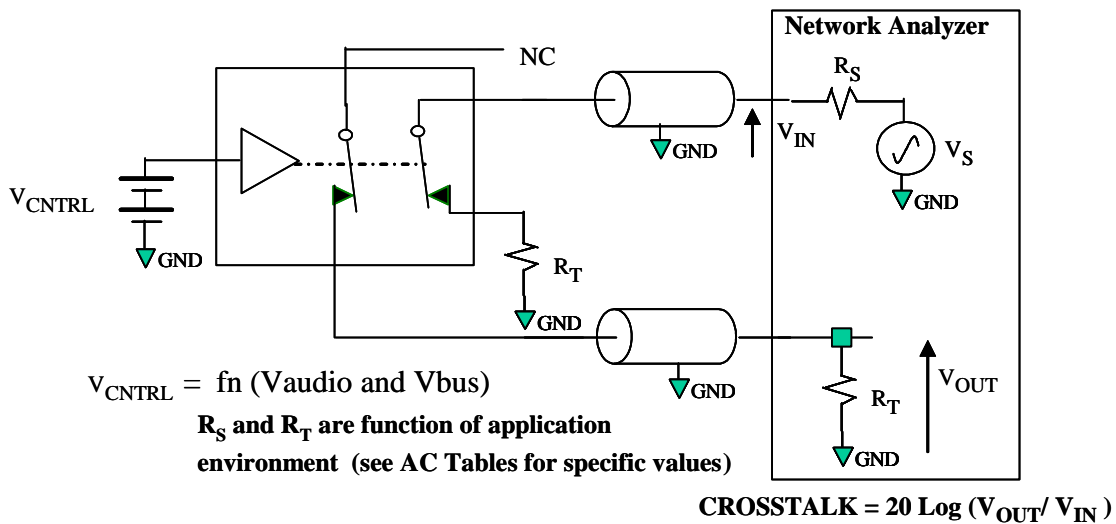 Network Analyzer
NC
R_S
V_IN
GND
V_S
GND
V_CNTRL
GND
R_T
GND
V_CNTRL = fn (Vaudio and Vbus)
GND
R_T
V_OUT
GND
R_S and R_T are function of application
environment (see AC Tables for specific values)
CROSSTALK = 20 Log (V_OUT/ V_IN )